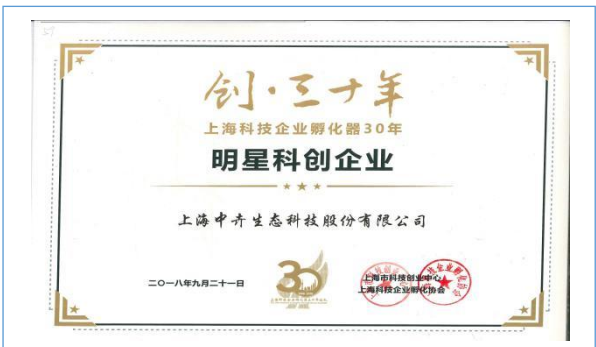 创·三十年
上海科技企业孵化器30年
明星科创企业
上海中卉生态科技股份有限公司
二〇一八年九月二十一日
30
上海市科技创业中心
上海科技企业孵化协会